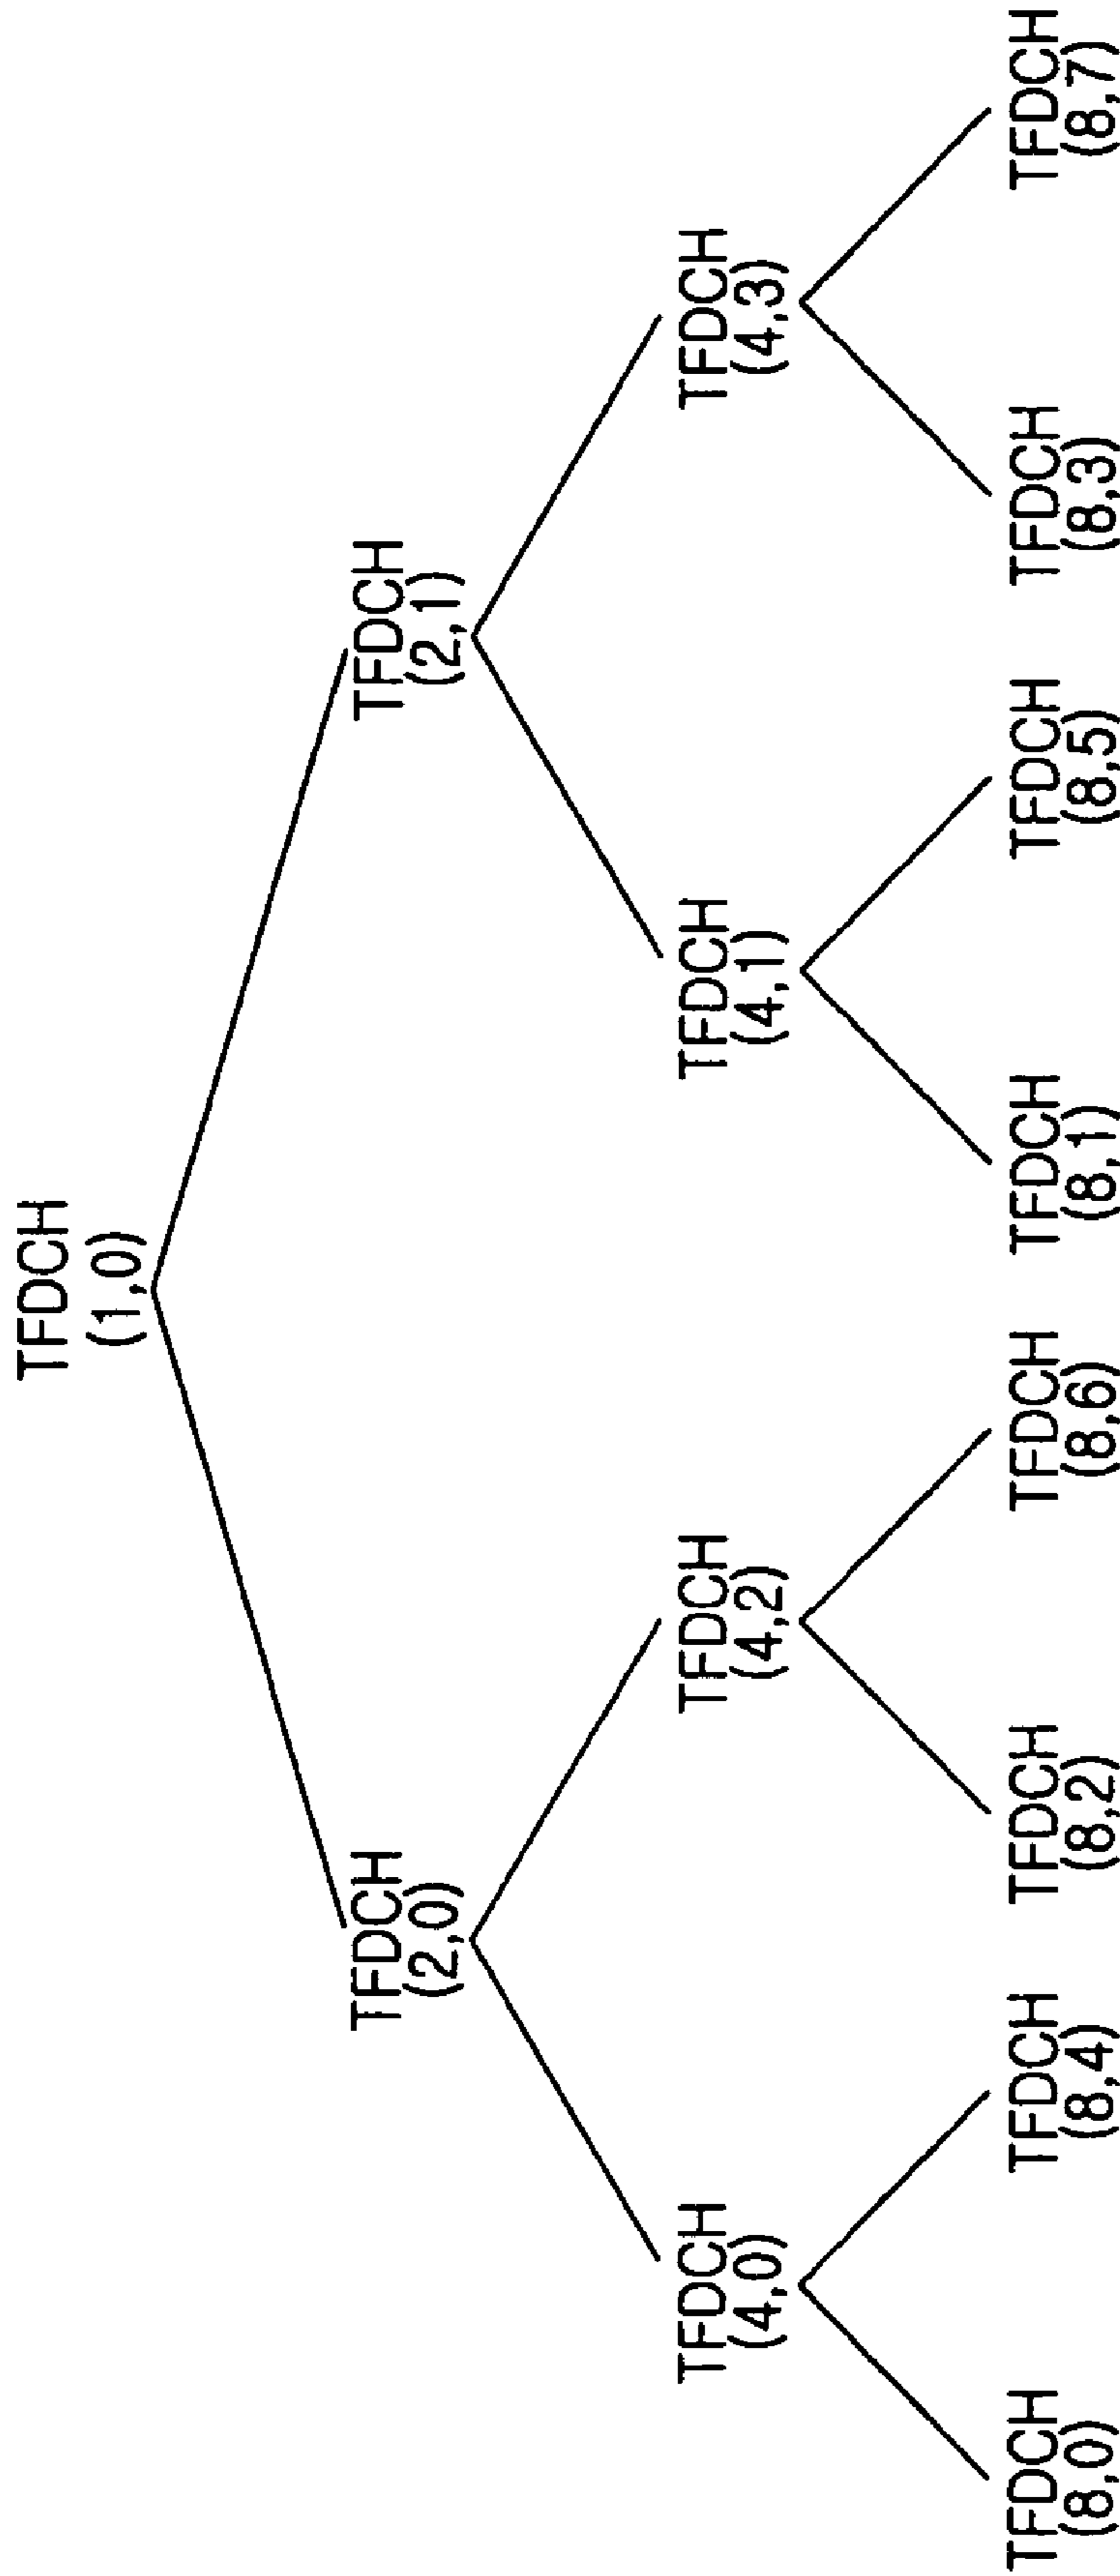 TFDCH
(1,0)
TFDCH
(2,0)
TFDCH
(2,1)
TFDCH
(4,0)
TFDCH
(4,2)
TFDCH
(4,1)
TFDCH
(4,3)
TFDCH
(8,0)
TFDCH
(8,4)
TFDCH
(8,2)
TFDCH
(8,6)
TFDCH
(8,1)
TFDCH
(8,5)
TFDCH
(8,3)
TFDCH
(8,7)